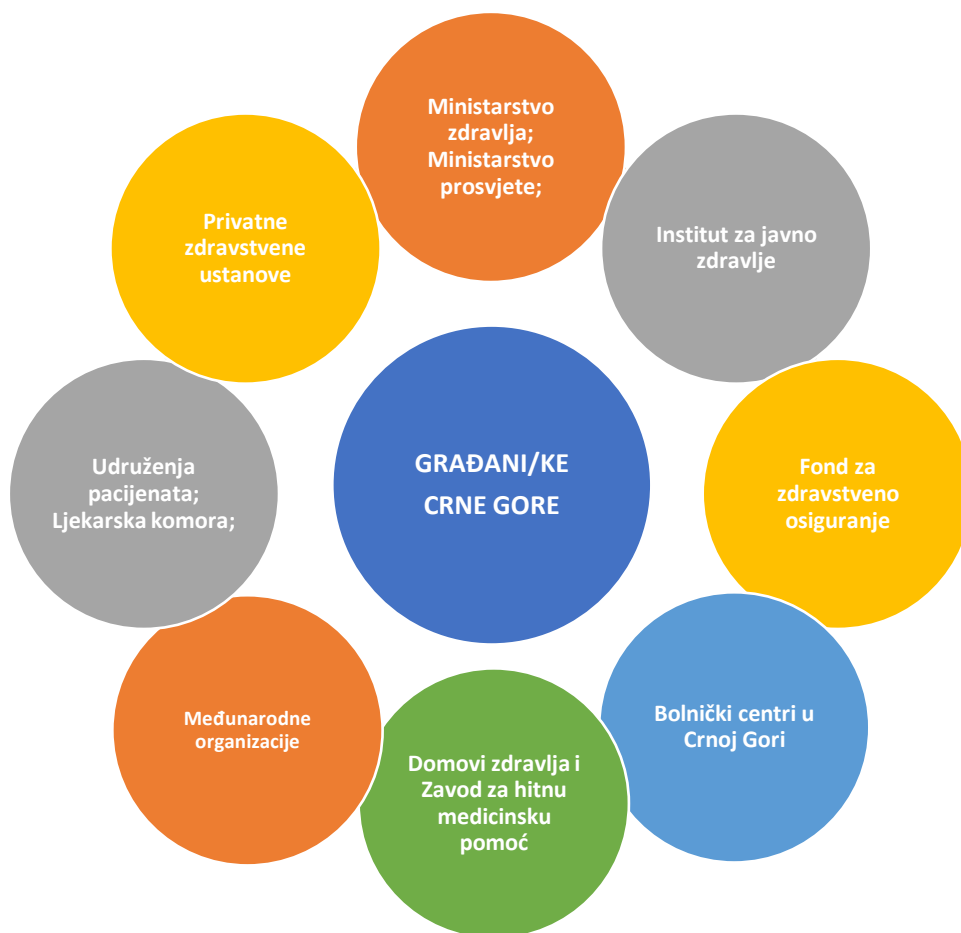 Ministarstvo
zdravlja;
Ministarstvo
prosvjete;
Institut za javno
zdravlje
Fond za
zdravstveno
osiguranje
Bolnički centri u
Crnoj Gori
Domovi zdravlja i
Zavod za hitnu
medicinsku
pomoć
Međunarodne
organizacije
Udruženja
pacijenata;
Ljekarska komora;
Privatne
zdravstvene
ustanove
GRAĐANI/KE
CRNE GORE